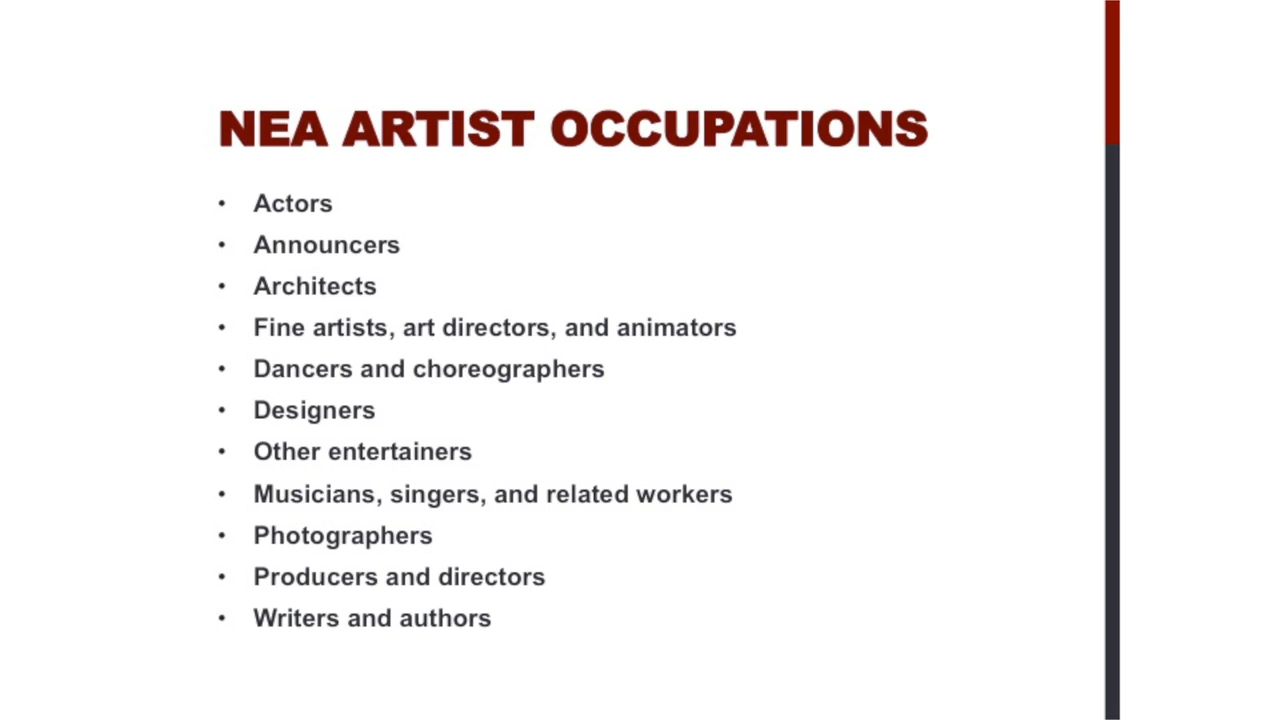 NEA ARTIST OCCUPATIONS
• Actors
• Announcers
• Architects
• Fine artists, art directors, and animators
• Dancers and choreographers
• Designers
• Other entertainers
• Musicians, singers, and related workers
• Photographers
• Producers and directors
• Writers and authors